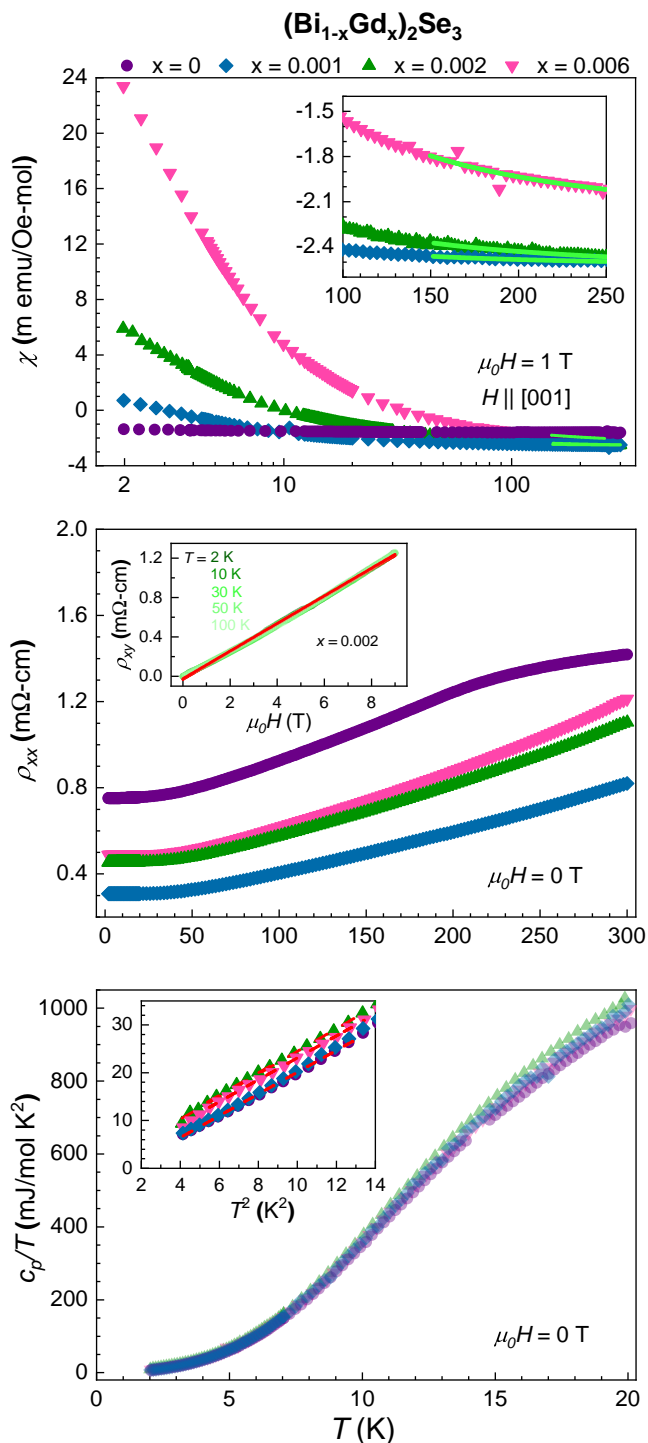 (Bi1-xGdx)2Se3
x = 0 x = 0.001 x = 0.002 x = 0.006
24
20
16
12
8
4
0
-4
χ (m emu/Oe-mol)
-1.5
-1.8
-2.1
-2.4
100 150 200 250
μ0H = 1 T
H || [001]
2 10 100
2.0
1.6
1.2
0.8
0.4
ρxx (mΩ-cm)
1.2
0.8
0.4
0.0
ρxy (mΩ-cm)
T = 2 K
10 K
30 K
50 K
100 K
x = 0.002
0 2 4 6 8
μ0H (T)
μ0H = 0 T
0 50 100 150 200 250 300
1000
800
600
400
200
0
cp/T (mJ/mol K2)
30
20
10
0
2 4 6 8 10 12 14
T2 (K2)
μ0H = 0 T
0 5 10 15 20
T (K)